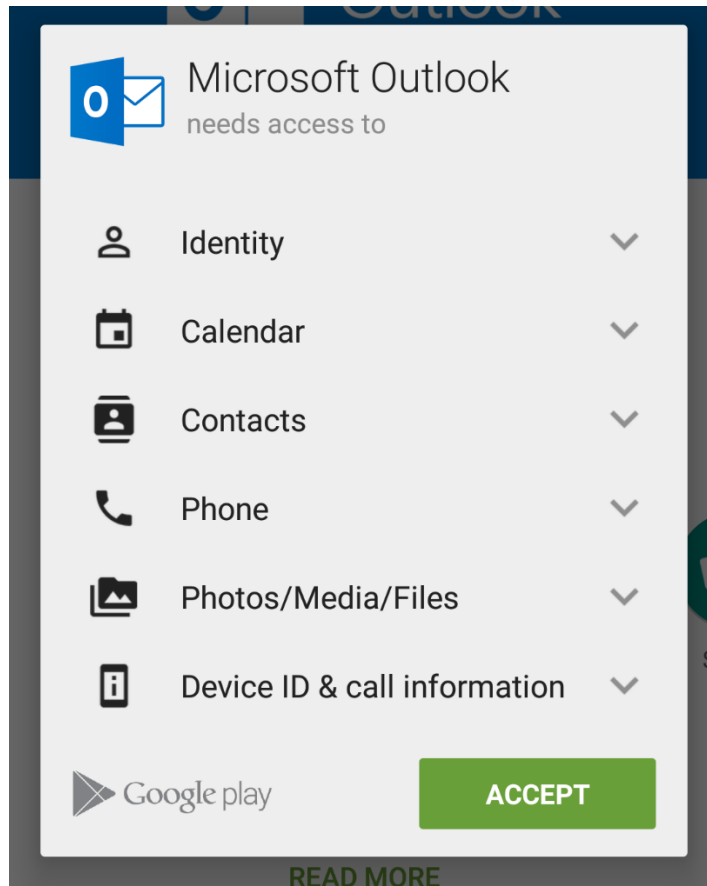 Outlook
Microsoft Outlook
needs access to
Identity
Calendar
Contacts
Phone
Photos/Media/Files
Device ID & call information
Google play
ACCEPT
READ MORE